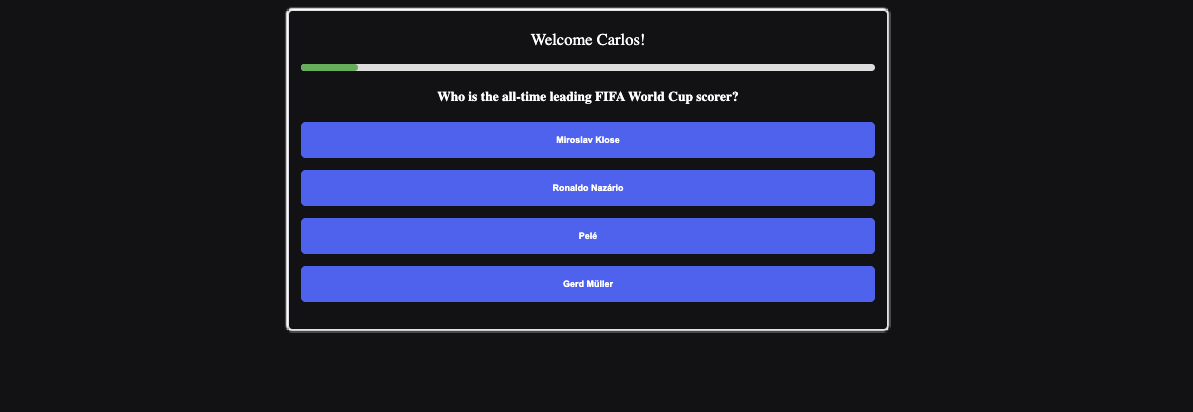 Welcome Carlos!
Who is the all-time leading FIFA World Cup scorer?
Miroslav Klose
Ronaldo Nazário
Pelé
Gerd Müller